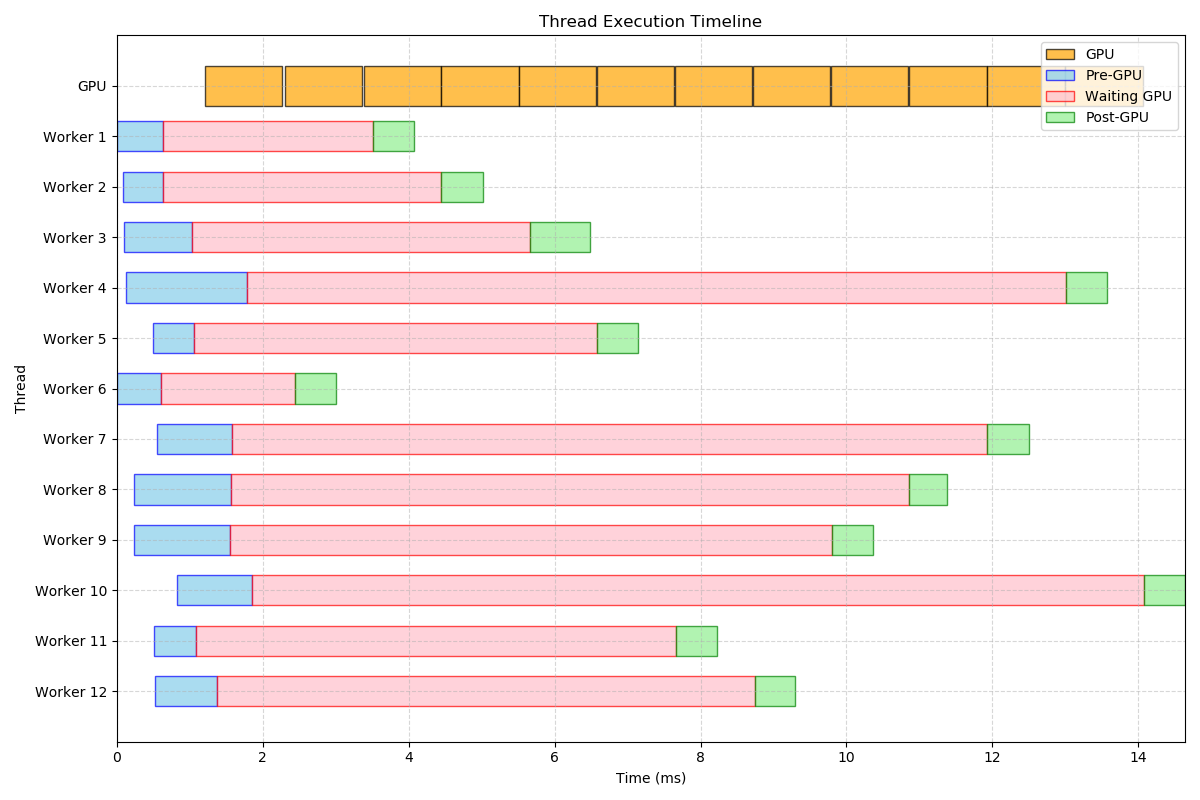 Thread Execution Timeline
GPU
Pre-GPU
Waiting GPU
Post-GPU
GPU
Worker 1
Worker 2
Worker 3
Worker 4
Worker 5
Worker 6
Worker 7
Worker 8
Worker 9
Worker 10
Worker 11
Worker 12
Thread
0 2 4 6 8 10 12 14
Time (ms)